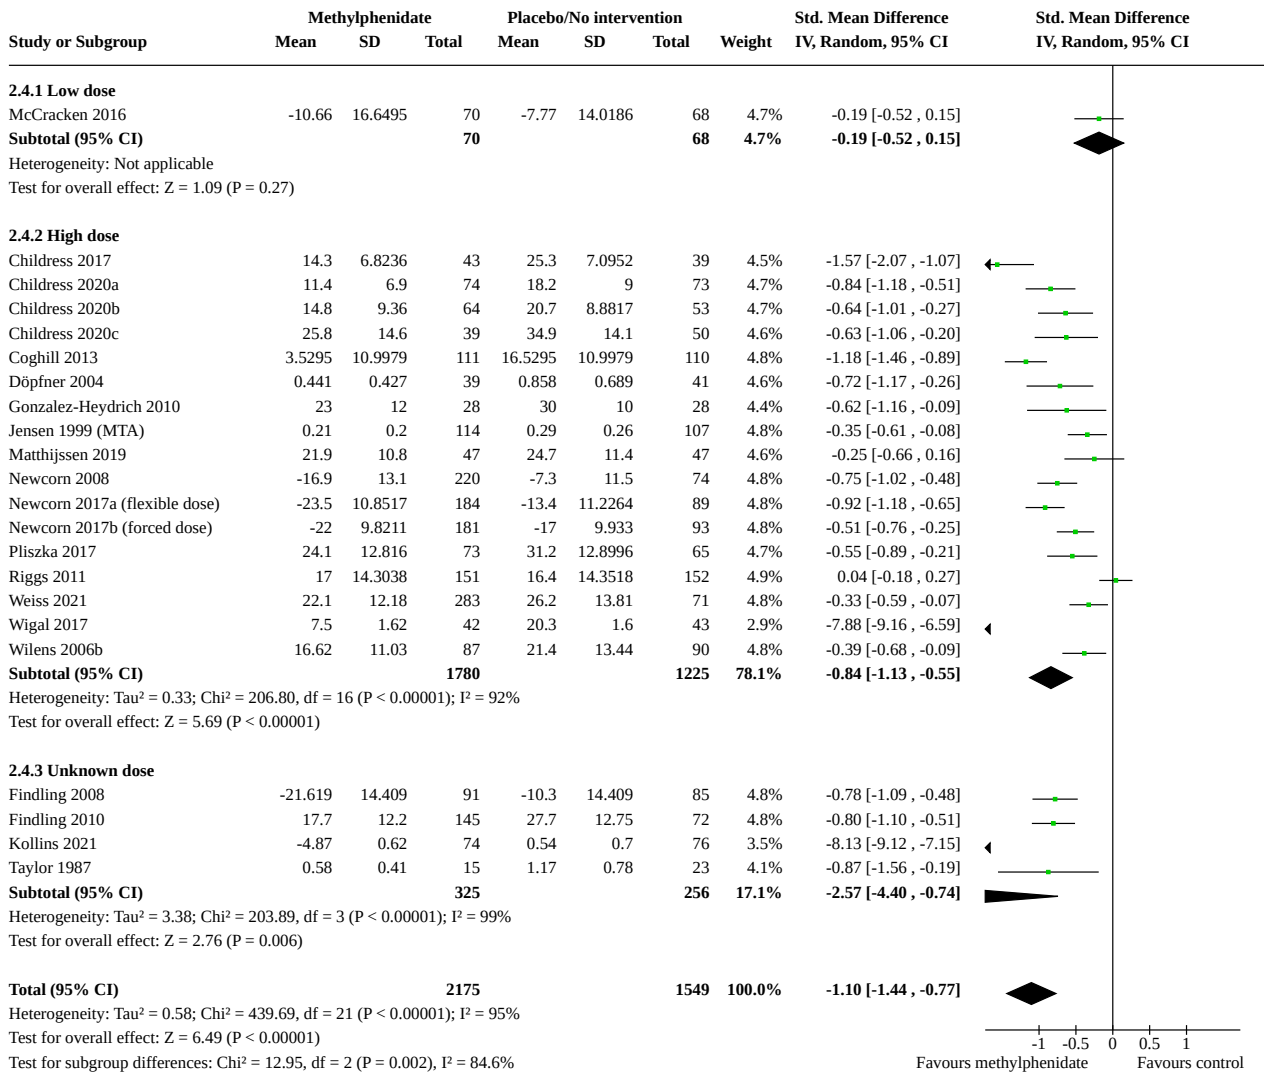 Methylphenidate Placebo/No intervention Std. Mean Difference Std. Mean Difference
Study or Subgroup Mean SD Total Mean SD Total Weight IV, Random, 95% CI IV, Random, 95% CI
2.4.1 Low dose
McCracken 2016 -10.66 16.6495 70 -7.77 14.0186 68 4.7% -0.19 [-0.52 , 0.15]
Subtotal (95% CI) 70 68 4.7% -0.19 [-0.52 , 0.15]
Heterogeneity: Not applicable
Test for overall effect: Z = 1.09 (P = 0.27)
2.4.2 High dose
Childress 2017 14.3 6.8236 43 25.3 7.0952 39 4.5% -1.57 [-2.07 , -1.07]
Childress 2020a 11.4 6.9 74 18.2 9 73 4.7% -0.84 [-1.18 , -0.51]
Childress 2020b 14.8 9.36 64 20.7 8.8817 53 4.7% -0.64 [-1.01 , -0.27]
Childress 2020c 25.8 14.6 39 34.9 14.1 50 4.6% -0.63 [-1.06 , -0.20]
Coghill 2013 3.5295 10.9979 111 16.5295 10.9979 110 4.8% -1.18 [-1.46 , -0.89]
Döpfner 2004 0.441 0.427 39 0.858 0.689 41 4.6% -0.72 [-1.17 , -0.26]
Gonzalez-Heydrich 2010 23 12 28 30 10 28 4.4% -0.62 [-1.16 , -0.09]
Jensen 1999 (MTA) 0.21 0.2 114 0.29 0.26 107 4.8% -0.35 [-0.61 , -0.08]
Matthijssen 2019 21.9 10.8 47 24.7 11.4 47 4.6% -0.25 [-0.66 , 0.16]
Newcorn 2008 -16.9 13.1 220 -7.3 11.5 74 4.8% -0.75 [-1.02 , -0.48]
Newcorn 2017a (flexible dose) -23.5 10.8517 184 -13.4 11.2264 89 4.8% -0.92 [-1.18 , -0.65]
Newcorn 2017b (forced dose) -22 9.8211 181 -17 9.933 93 4.8% -0.51 [-0.76 , -0.25]
Pliszka 2017 24.1 12.816 73 31.2 12.8996 65 4.7% -0.55 [-0.89 , -0.21]
Riggs 2011 17 14.3038 151 16.4 14.3518 152 4.9% 0.04 [-0.18 , 0.27]
Weiss 2021 22.1 12.18 283 26.2 13.81 71 4.8% -0.33 [-0.59 , -0.07]
Wigal 2017 7.5 1.62 42 20.3 1.6 43 2.9% -7.88 [-9.16 , -6.59]
Wilens 2006b 16.62 11.03 87 21.4 13.44 90 4.8% -0.39 [-0.68 , -0.09]
Subtotal (95% CI) 1780 1225 78.1% -0.84 [-1.13 , -0.55]
Heterogeneity: Tau² = 0.33; Chi² = 206.80, df = 16 (P < 0.00001); I² = 92%
Test for overall effect: Z = 5.69 (P < 0.00001)
2.4.3 Unknown dose
Findling 2008 -21.619 14.409 91 -10.3 14.409 85 4.8% -0.78 [-1.09 , -0.48]
Findling 2010 17.7 12.2 145 27.7 12.75 72 4.8% -0.80 [-1.10 , -0.51]
Kollins 2021 -4.87 0.62 74 0.54 0.7 76 3.5% -8.13 [-9.12 , -7.15]
Taylor 1987 0.58 0.41 15 1.17 0.78 23 4.1% -0.87 [-1.56 , -0.19]
Subtotal (95% CI) 325 256 17.1% -2.57 [-4.40 , -0.74]
Heterogeneity: Tau² = 3.38; Chi² = 203.89, df = 3 (P < 0.00001); I² = 99%
Test for overall effect: Z = 2.76 (P = 0.006)
Total (95% CI) 2175 1549 100.0% -1.10 [-1.44 , -0.77]
Heterogeneity: Tau² = 0.58; Chi² = 439.69, df = 21 (P < 0.00001); I² = 95%
Test for overall effect: Z = 6.49 (P < 0.00001) -1 -0.5 0 0.5 1
Test for subgroup differences: Chi² = 12.95, df = 2 (P = 0.002), I² = 84.6% Favours methylphenidate Favours control